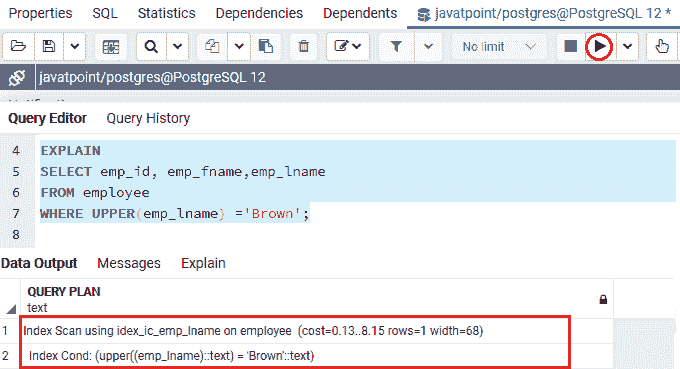 Properties SQL Statistics Dependencies Dependents javatpoint/postgres@PostgreSQL 12 *
No limit
javatpoint/postgres@PostgreSQL 12
Query Editor Query History
4 EXPLAIN
5 SELECT emp_id, emp_fname,emp_lname
6 FROM employee
7 WHERE UPPER(emp_lname) ='Brown';
8
Data Output Messages Explain
QUERY PLAN
text
1 Index Scan using idex_ic_emp_lname on employee (cost=0.13..8.15 rows=1 width=68)
2 Index Cond: (upper((emp_lname)::text) = 'Brown'::text)